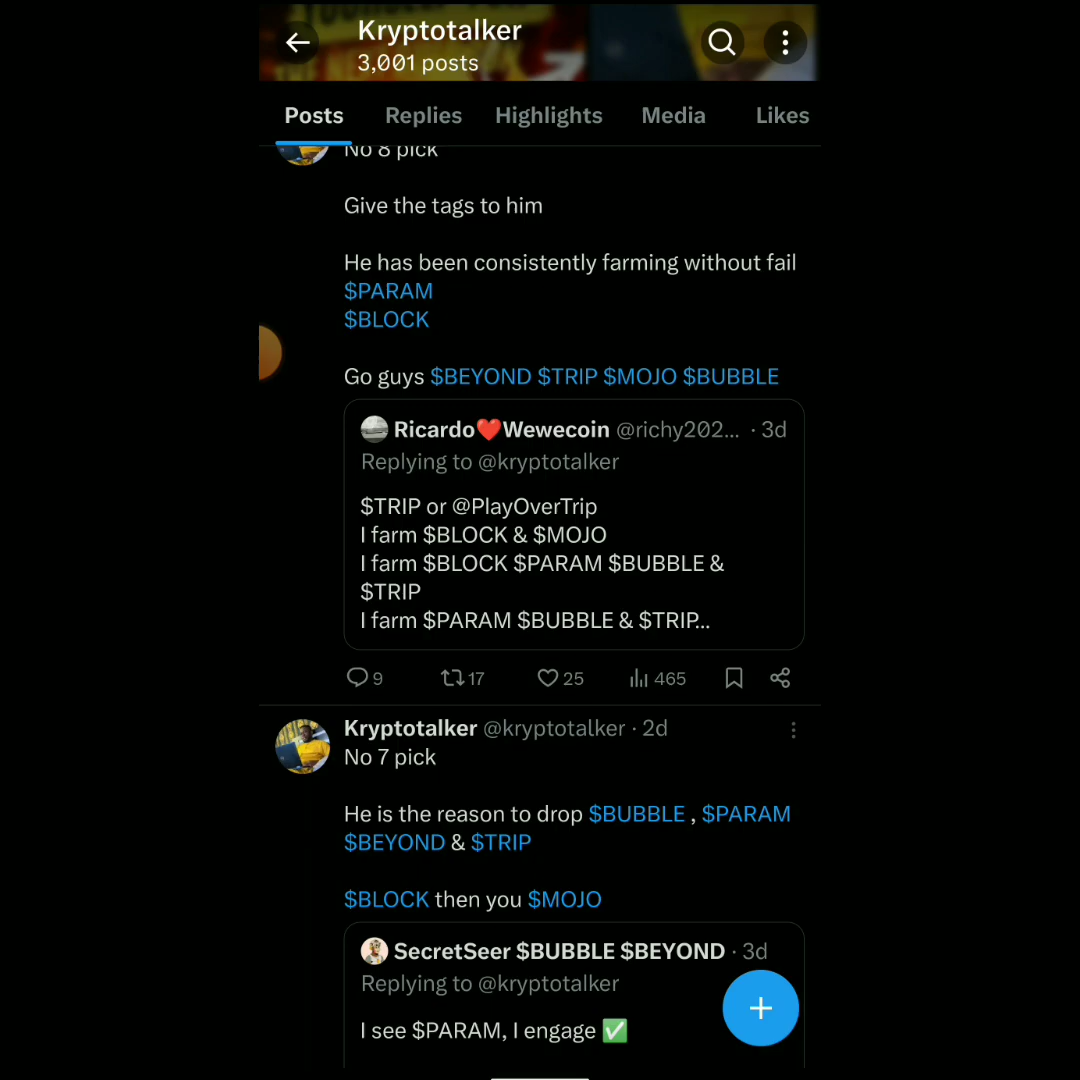 Kryptotalker
3,001 posts
Posts Replies Highlights Media Likes
No 8 pick
Give the tags to him
He has been consistently farming without fail
$PARAM
$BLOCK
Go guys $BEYOND $TRIP $MOJO $BUBBLE
Ricardo❤️Wewecoin @richy202... · 3d
Replying to @kryptotalker
$TRIP or @PlayOverTrip
I farm $BLOCK & $MOJO
I farm $BLOCK $PARAM $BUBBLE &
$TRIP
I farm $PARAM $BUBBLE & $TRIP...
9 17 25 465
Kryptotalker @kryptotalker · 2d
No 7 pick
He is the reason to drop $BUBBLE , $PARAM
$BEYOND & $TRIP
$BLOCK then you $MOJO
SecretSeer $BUBBLE $BEYOND · 3d
Replying to @kryptotalker
I see $PARAM, I engage ✅